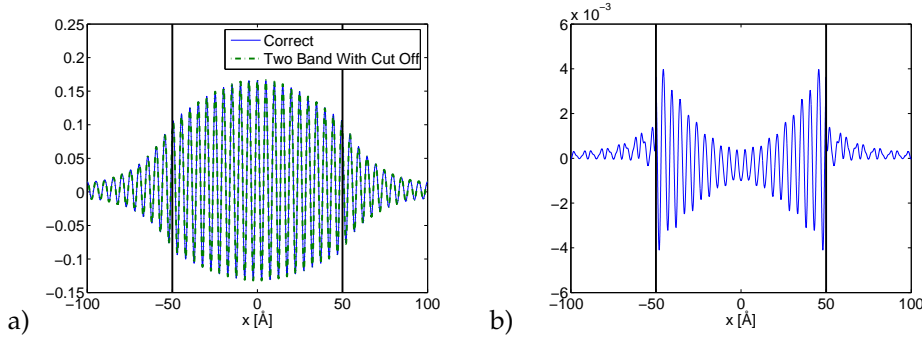 0.25
0.2
0.15
0.1
0.05
0
−0.05
−0.1
−0.15
−100 −50 0 50 100
x [Å]
Correct
Two Band With Cut Off
a)
x 10−3
6
4
2
0
−2
−4
−6
−100 −50 0 50 100
x [Å]
b)